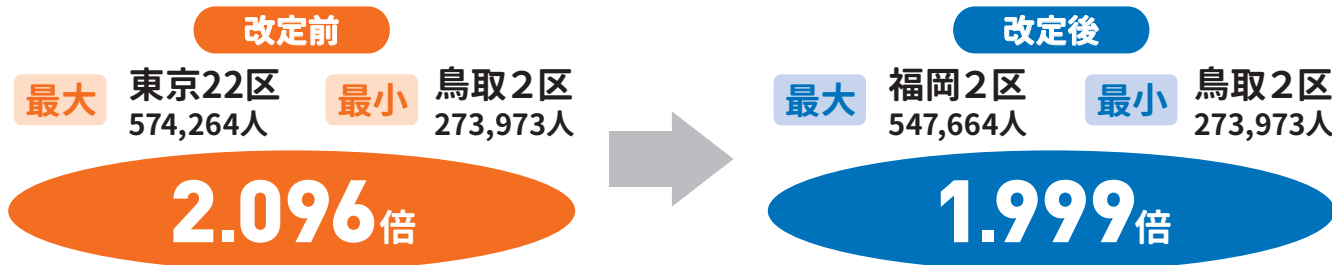 改定前
最大 東京22区 574,264人
最小 鳥取２区 273,973人
2.096倍
改定後
最大 福岡２区 547,664人
最小 鳥取２区 273,973人
1.999倍